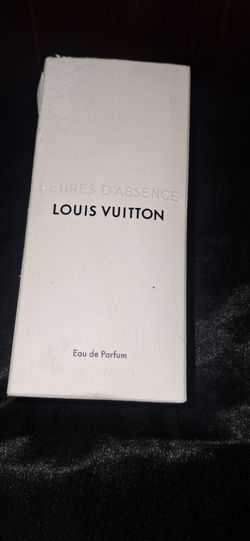 HEURES D'ABSENCE
LOUIS VUITTON
Eau de Parfum